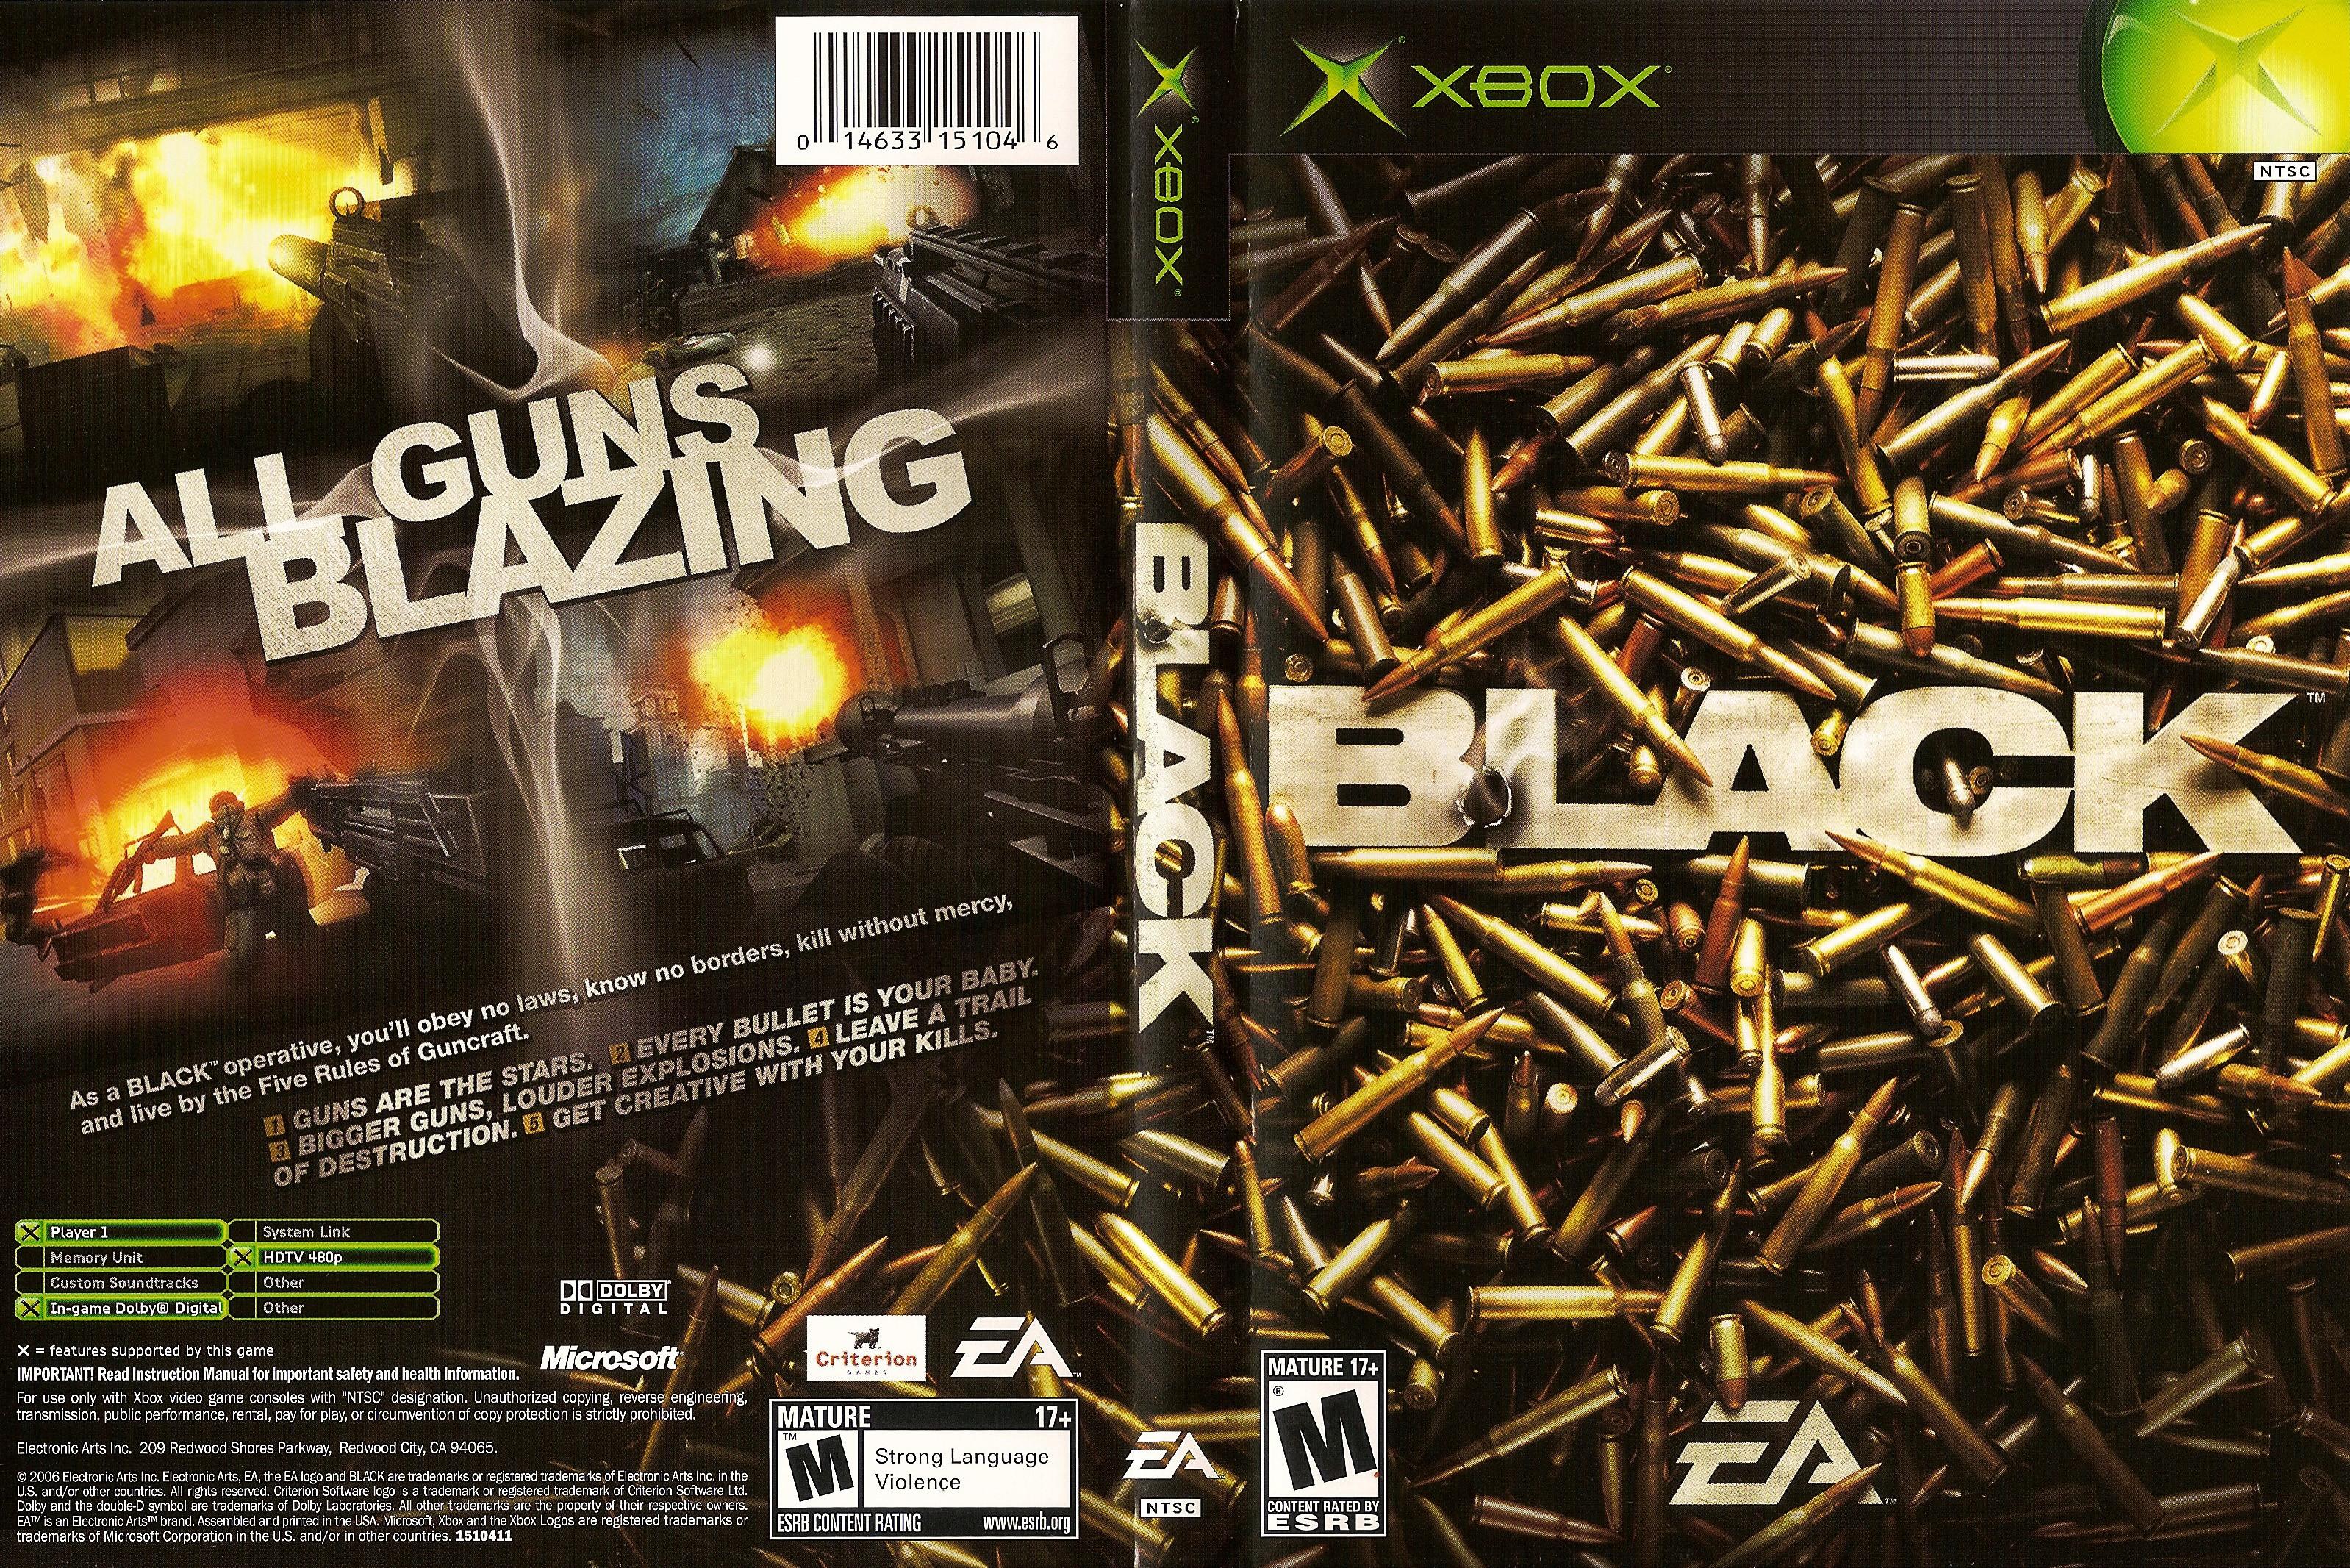 0 14633 15104 6
ALL GUNS
BLAZING
As a BLACK™ operative, you'll obey no laws, know no borders, kill without mercy,
and live by the Five Rules of Guncraft.
1 GUNS ARE THE STARS. 2 EVERY BULLET IS YOUR BABY.
3 BIGGER GUNS, LOUDER EXPLOSIONS. 4 LEAVE A TRAIL
OF DESTRUCTION. 5 GET CREATIVE WITH YOUR KILLS.
Player 1
System Link
Memory Unit
HDTV 480p
Custom Soundtracks
Other
In-game Dolby® Digital
Other
X = features supported by this game
IMPORTANT! Read Instruction Manual for important safety and health information.
For use only with Xbox video game consoles with "NTSC" designation. Unauthorized copying, reverse engineering,
transmission, public performance, rental, pay for play, or circumvention of copy protection is strictly prohibited.
Electronic Arts Inc. 209 Redwood Shores Parkway, Redwood City, CA 94065.
© 2006 Electronic Arts Inc. Electronic Arts, EA, the EA logo and BLACK are trademarks or registered trademarks of Electronic Arts Inc. in the
U.S. and/or other countries. All rights reserved. Criterion Software logo is a trademark or registered trademark of Criterion Software Ltd.
Dolby and the double-D symbol are trademarks of Dolby Laboratories. All other trademarks are the property of their respective owners.
EA™ is an Electronic Arts™ brand. Assembled and printed in the USA. Microsoft, Xbox and the Xbox Logos are registered trademarks or
trademarks of Microsoft Corporation in the U.S. and/or in other countries. 1510411
DOLBY
DIGITAL
Microsoft
Criterion
GAMES
EA™
MATURE 17+
M™
Strong Language
Violence
ESRB CONTENT RATING www.esrb.org
XBOX®
BLACK™
EA
NTSC
XBOX®
NTSC
BLACK™
MATURE 17+
M®
CONTENT RATED BY
ESRB
EA™